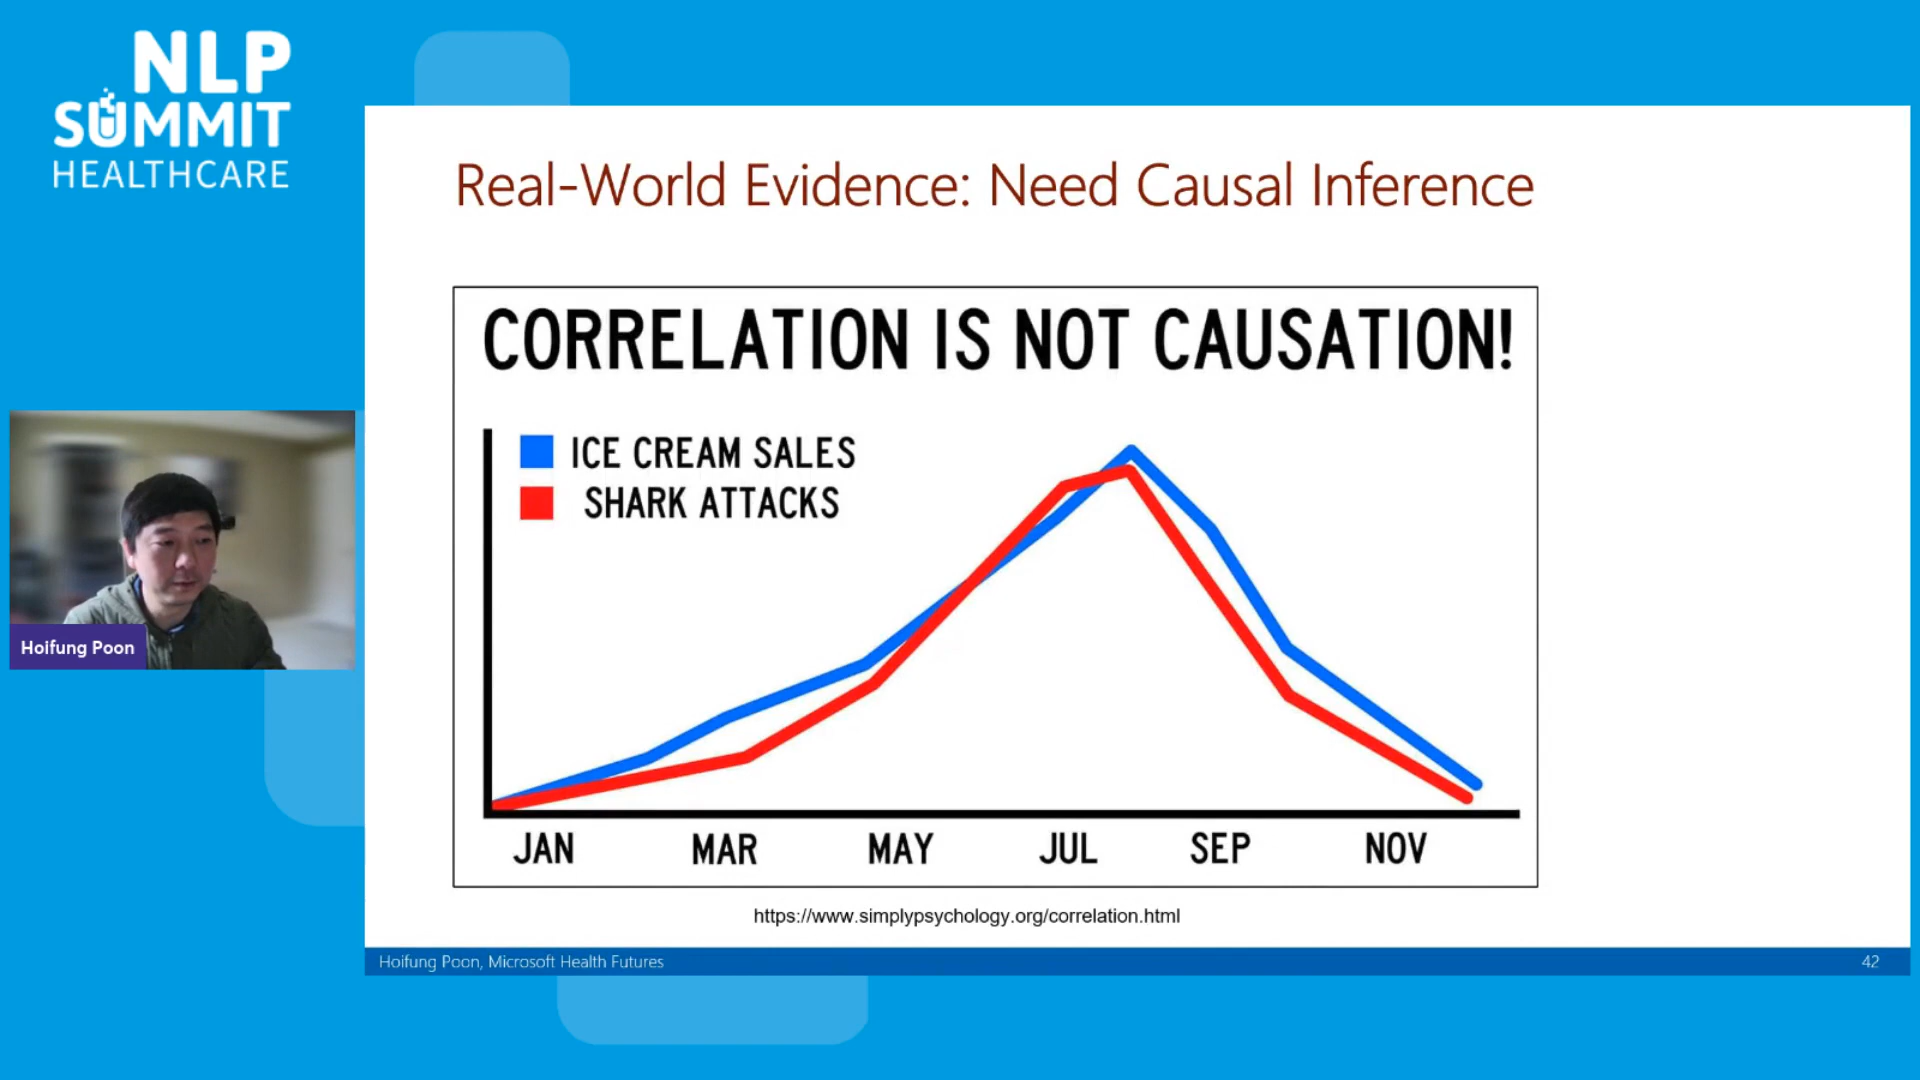 NLP
SUMMIT
HEALTHCARE
Real-World Evidence: Need Causal Inference
CORRELATION IS NOT CAUSATION!
ICE CREAM SALES
SHARK ATTACKS
JAN MAR MAY JUL SEP NOV
https://www.simplypsychology.org/correlation.html
Hoifung Poon
Hoifung Poon, Microsoft Health Futures 42